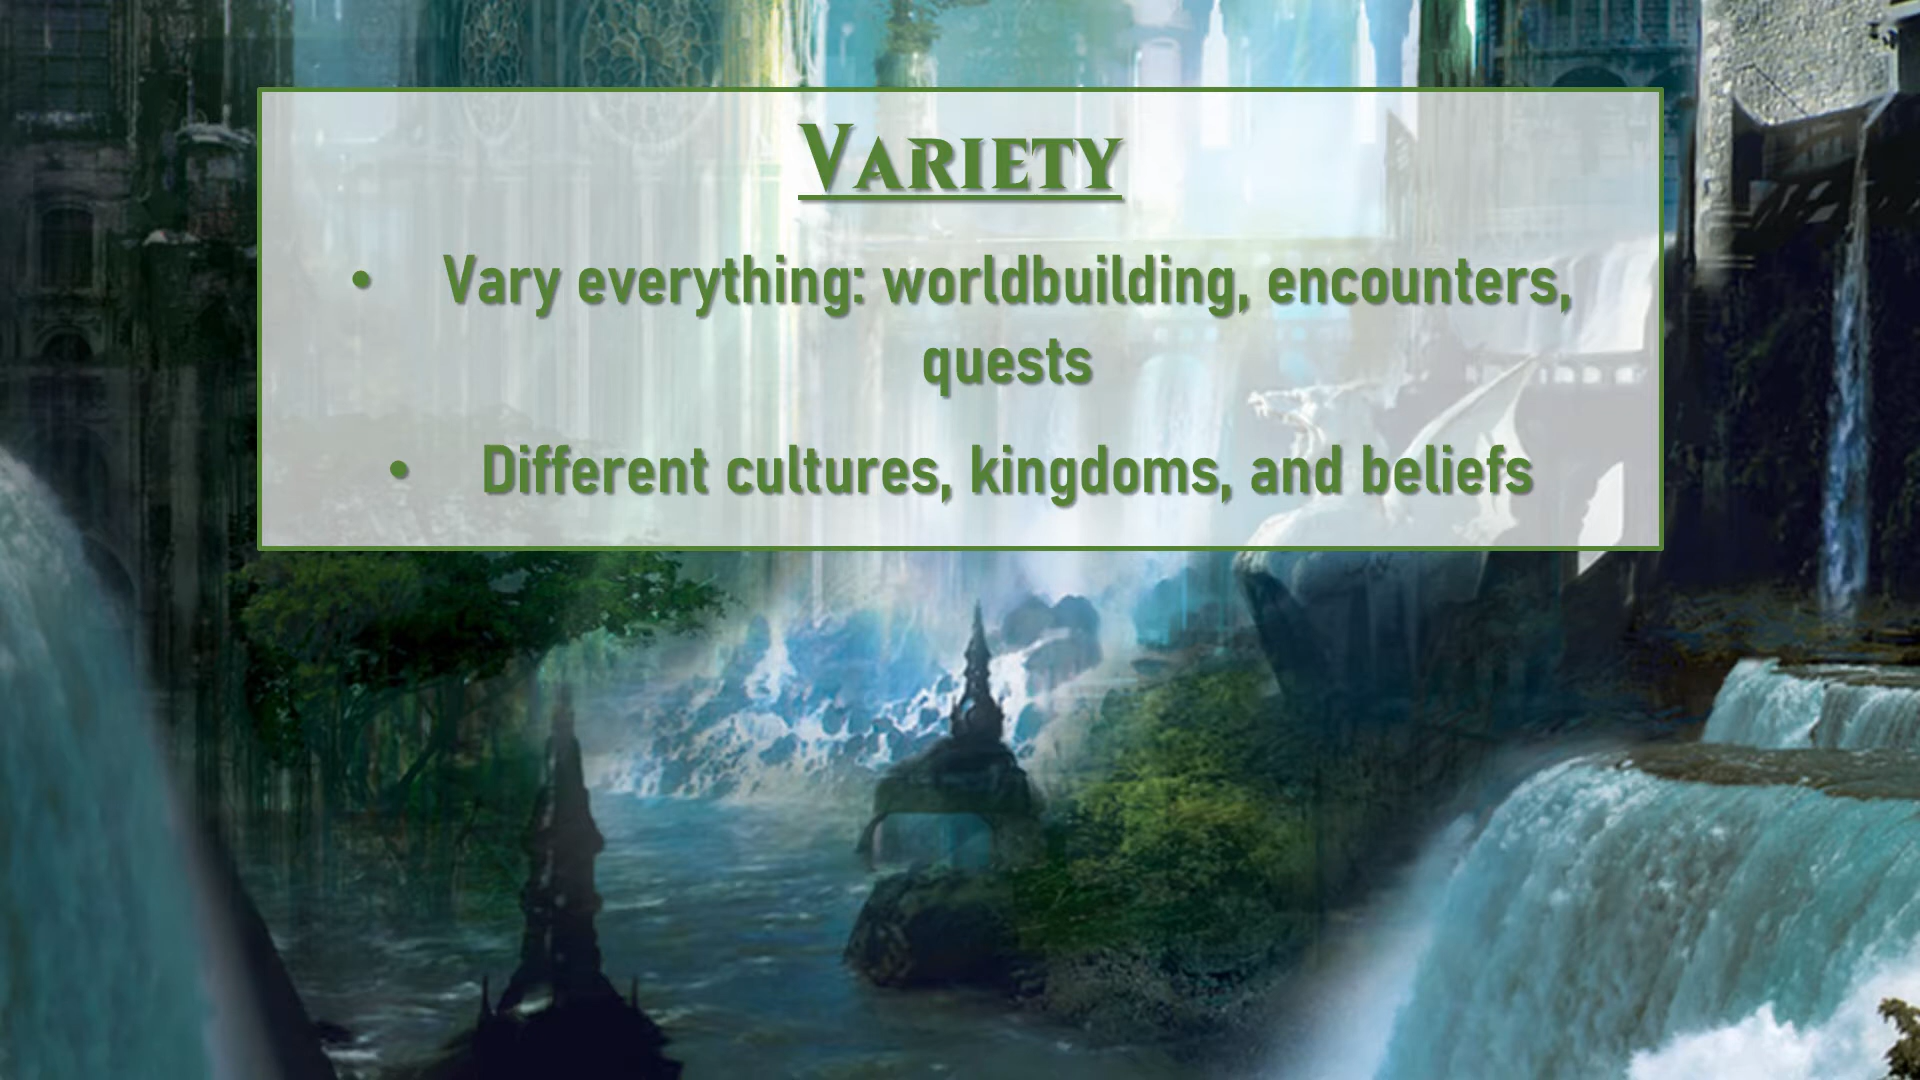 Variety
• Vary everything: worldbuilding, encounters,
quests
• Different cultures, kingdoms, and beliefs